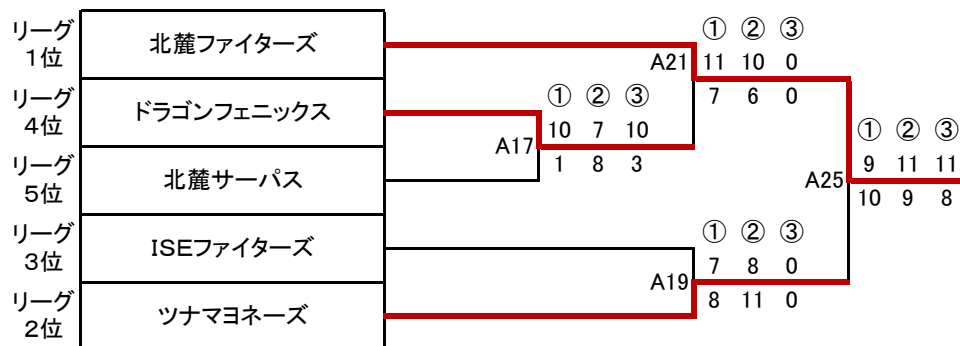 リーグ
1位
北麓ファイターズ
リーグ
4位
ドラゴンフェニックス
リーグ
5位
北麓サーパス
リーグ
3位
ISEファイターズ
リーグ
2位
ツナマヨネーズ
① ② ③
A17
10 7 10
1 8 3
① ② ③
A21
11 10 0
7 6 0
① ② ③
A19
7 8 0
8 11 0
① ② ③
A25
9 11 11
10 9 8